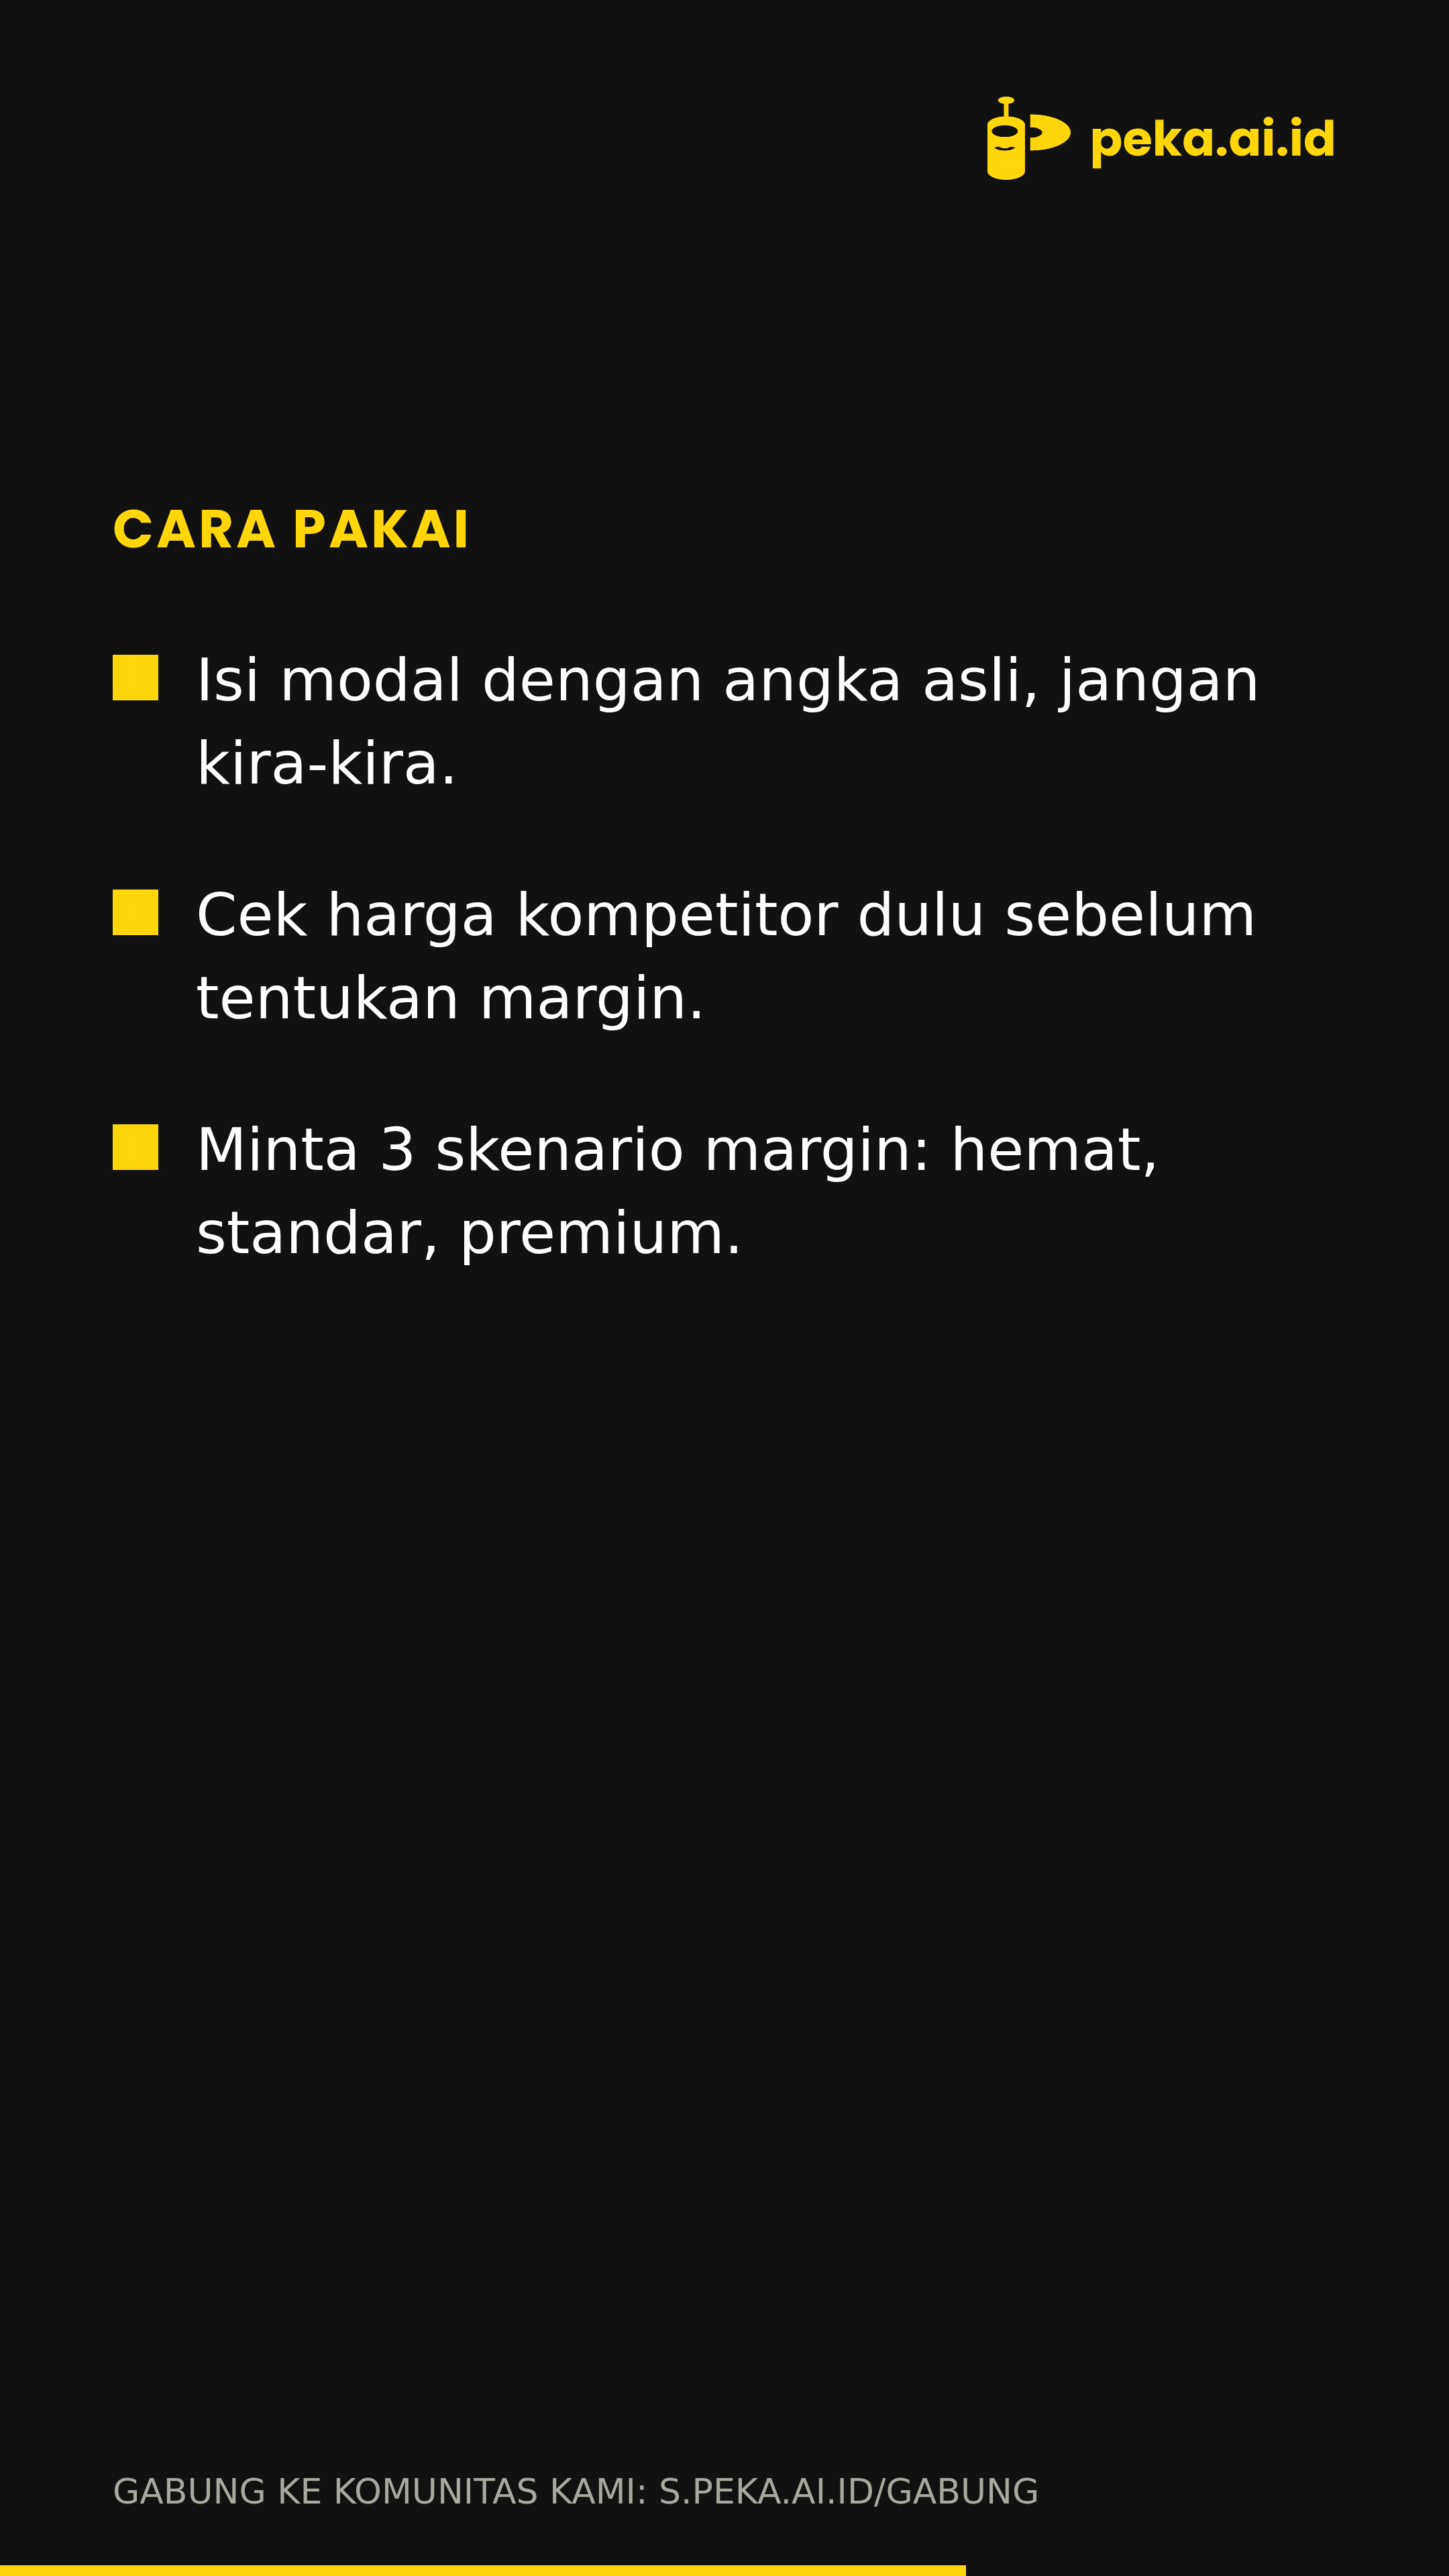 peka.ai.id
CARA PAKAI
Isi modal dengan angka asli, jangan
kira-kira.
Cek harga kompetitor dulu sebelum
tentukan margin.
Minta 3 skenario margin: hemat,
standar, premium.
GABUNG KE KOMUNITAS KAMI: S.PEKA.AI.ID/GABUNG